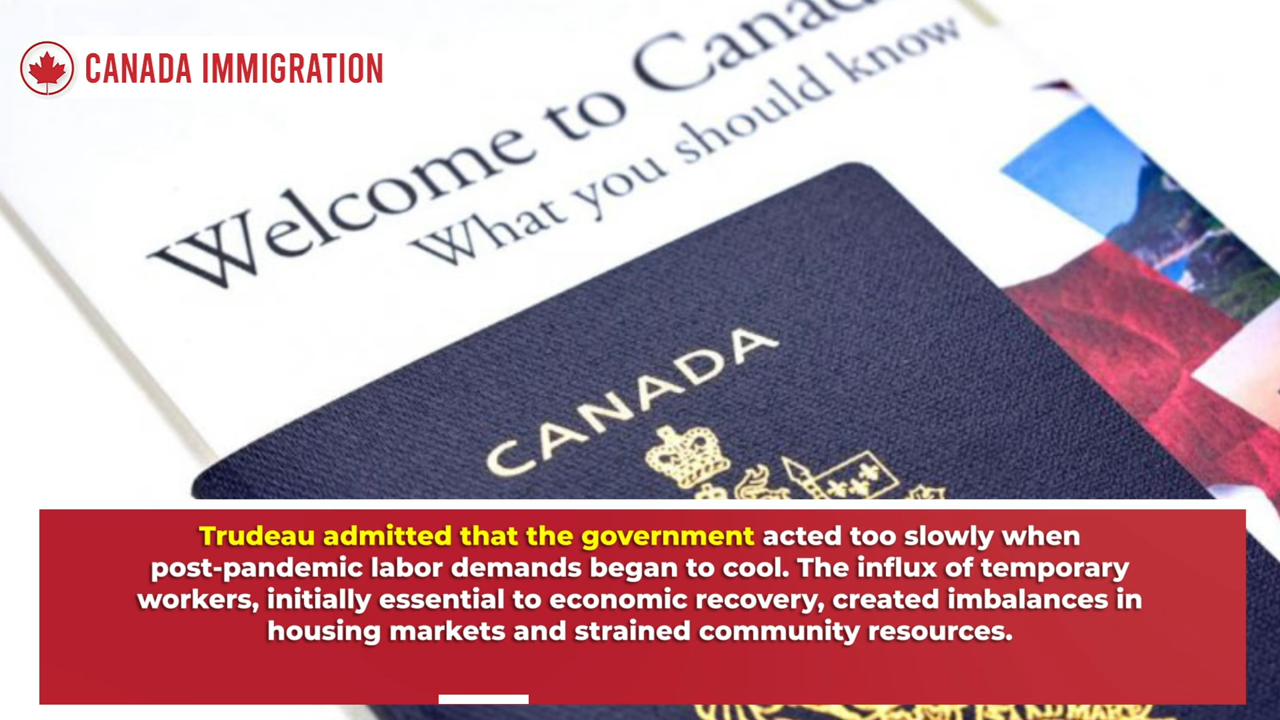 CANADA IMMIGRATION
Welcome to Canada
What you should know
CANADA
Trudeau admitted that the government acted too slowly when
post-pandemic labor demands began to cool. The influx of temporary
workers, initially essential to economic recovery, created imbalances in
housing markets and strained community resources.